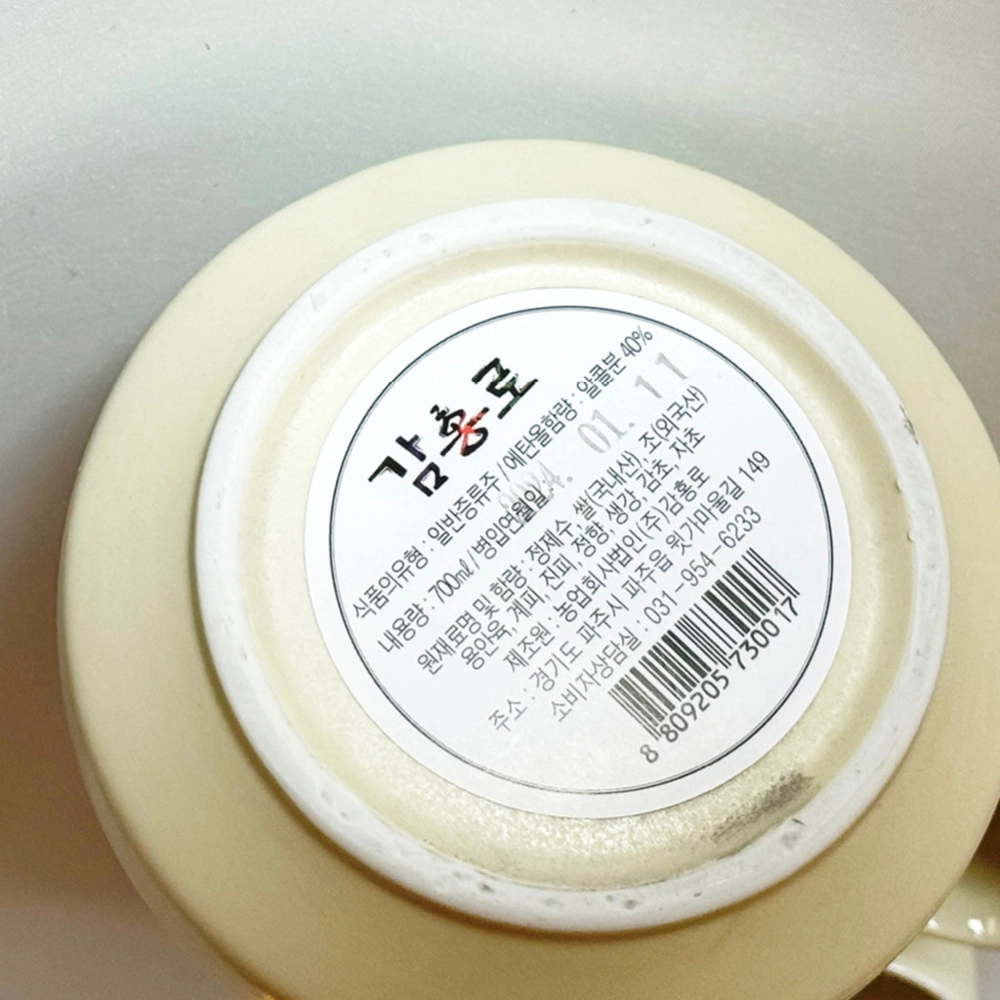 감홍로
식품의유형 : 일반증류주 / 에탄올함량 : 알콜분 40%
내용량 : 700㎖ / 병입연월일 2024. 01. 11
원재료명 및 함량 : 정제수, 쌀(국내산), 조(외국산)
용안육, 계피, 진피, 정향, 생강, 감초, 자초
제조원 : 농업회사법인(주)감홍로
주소 : 경기도 파주시 파주읍 윗가마울길 149
소비자상담실 : 031-954-6233
8 809205 730017